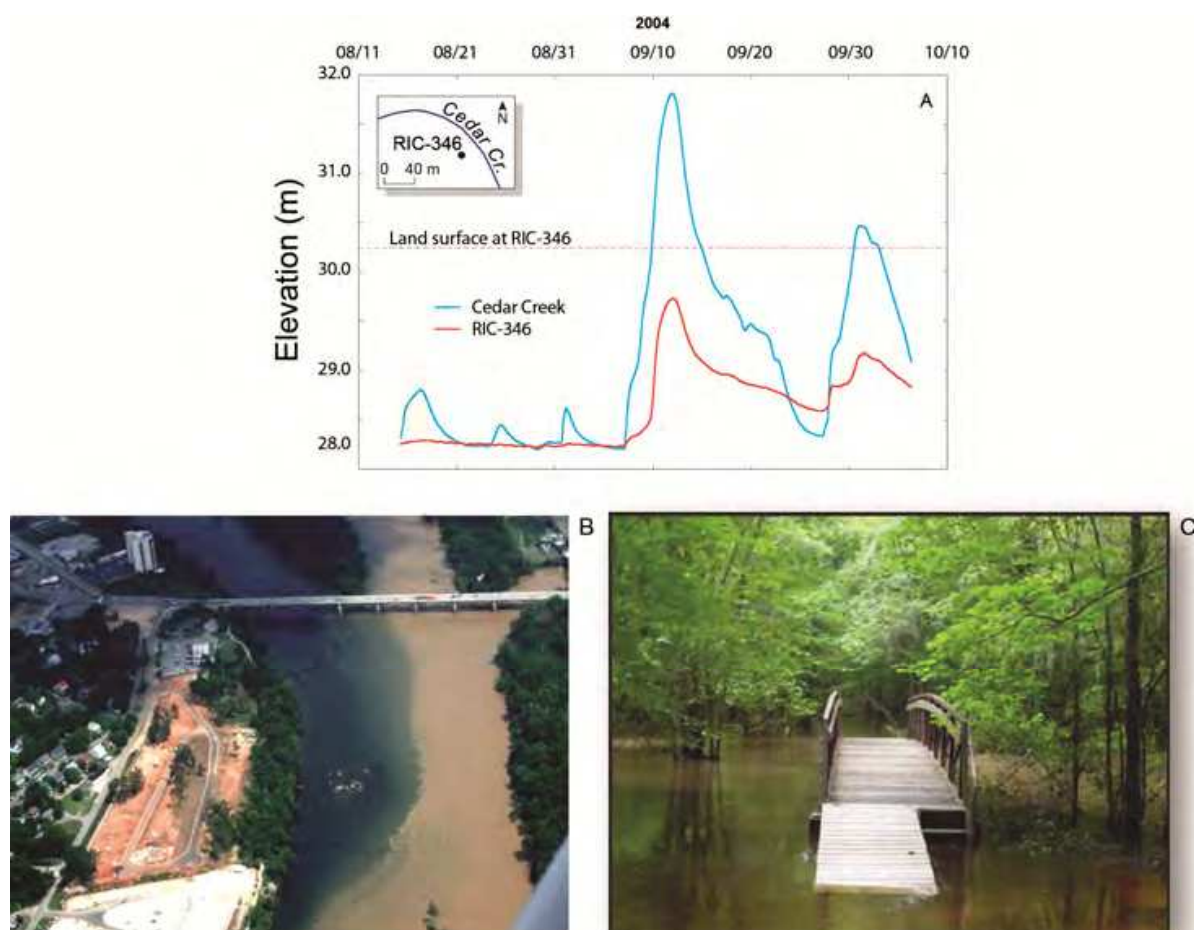 2004
08/11 08/21 08/31 09/10 09/20 09/30 10/10
32.0
A
Cedar Cr.
N
RIC-346
0 40 m
31.0
Elevation (m)
Land surface at RIC-346
30.0
Cedar Creek
RIC-346
29.0
28.0
B
C